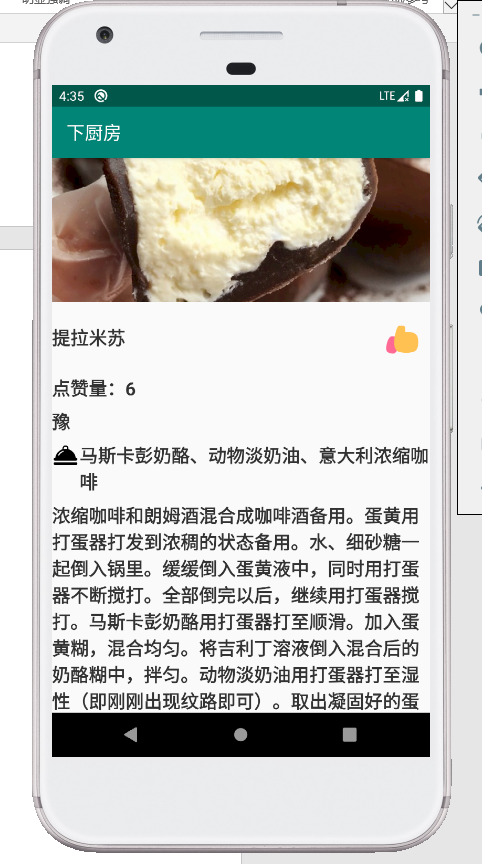 4:35 LTE
下厨房
提拉米苏
点赞量：6
豫
马斯卡彭奶酪、动物淡奶油、意大利浓缩咖
啡
浓缩咖啡和朗姆酒混合成咖啡酒备用。蛋黄用
打蛋器打发到浓稠的状态备用。水、细砂糖一
起倒入锅里。缓缓倒入蛋黄液中，同时用打蛋
器不断搅打。全部倒完以后，继续用打蛋器搅
打。马斯卡彭奶酪用打蛋器打至顺滑。加入蛋
黄糊，混合均匀。将吉利丁溶液倒入混合后的
奶酪糊中，拌匀。动物淡奶油用打蛋器打至湿
性（即刚刚出现纹路即可）。取出凝固好的蛋